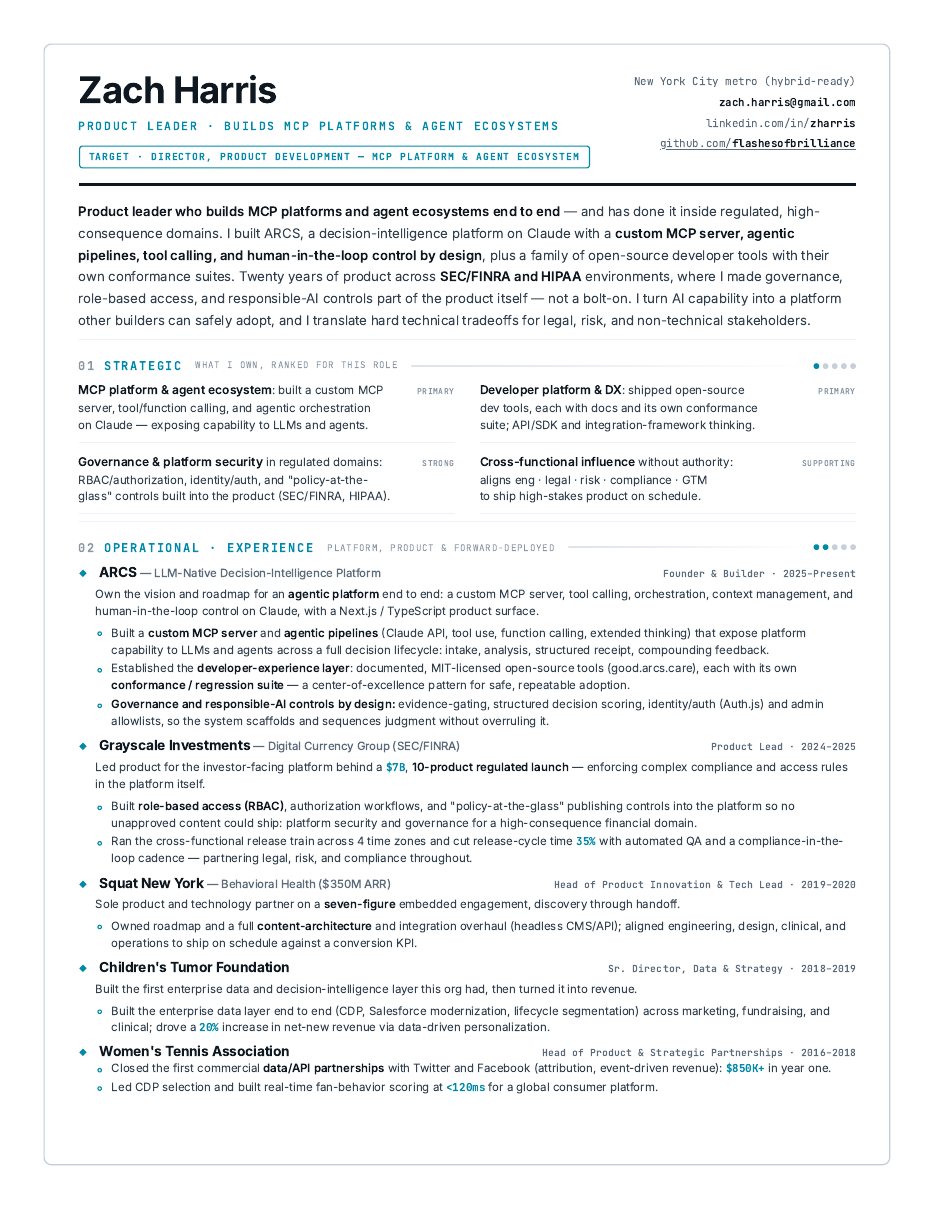 Zach Harris
PRODUCT LEADER · BUILDS MCP PLATFORMS & AGENT ECOSYSTEMS
TARGET · DIRECTOR, PRODUCT DEVELOPMENT — MCP PLATFORM & AGENT ECOSYSTEM
New York City metro (hybrid-ready)
zach.harris@gmail.com
linkedin.com/in/zharris
github.com/flashesofbrilliance
Product leader who builds MCP platforms and agent ecosystems end to end — and has done it inside regulated, high-
consequence domains. I built ARCS, a decision-intelligence platform on Claude with a custom MCP server, agentic
pipelines, tool calling, and human-in-the-loop control by design, plus a family of open-source developer tools with their
own conformance suites. Twenty years of product across SEC/FINRA and HIPAA environments, where I made governance,
role-based access, and responsible-AI controls part of the product itself — not a bolt-on. I turn AI capability into a platform
other builders can safely adopt, and I translate hard technical tradeoffs for legal, risk, and non-technical stakeholders.
01 STRATEGIC WHAT I OWN, RANKED FOR THIS ROLE
MCP platform & agent ecosystem: built a custom MCP
server, tool/function calling, and agentic orchestration
on Claude — exposing capability to LLMs and agents.
PRIMARY
Developer platform & DX: shipped open-source
dev tools, each with docs and its own conformance
suite; API/SDK and integration-framework thinking.
PRIMARY
Governance & platform security in regulated domains:
RBAC/authorization, identity/auth, and "policy-at-the-
glass" controls built into the product (SEC/FINRA, HIPAA).
STRONG
Cross-functional influence without authority:
aligns eng · legal · risk · compliance · GTM
to ship high-stakes product on schedule.
SUPPORTING
02 OPERATIONAL · EXPERIENCE PLATFORM, PRODUCT & FORWARD-DEPLOYED
ARCS — LLM-Native Decision-Intelligence Platform Founder & Builder · 2025–Present
Own the vision and roadmap for an agentic platform end to end: a custom MCP server, tool calling, orchestration, context management, and
human-in-the-loop control on Claude, with a Next.js / TypeScript product surface.
Built a custom MCP server and agentic pipelines (Claude API, tool use, function calling, extended thinking) that expose platform
capability to LLMs and agents across a full decision lifecycle: intake, analysis, structured receipt, compounding feedback.
Established the developer-experience layer: documented, MIT-licensed open-source tools (good.arcs.care), each with its own
conformance / regression suite — a center-of-excellence pattern for safe, repeatable adoption.
Governance and responsible-AI controls by design: evidence-gating, structured decision scoring, identity/auth (Auth.js) and admin
allowlists, so the system scaffolds and sequences judgment without overruling it.
Grayscale Investments — Digital Currency Group (SEC/FINRA) Product Lead · 2024–2025
Led product for the investor-facing platform behind a $7B, 10-product regulated launch — enforcing complex compliance and access rules
in the platform itself.
Built role-based access (RBAC), authorization workflows, and "policy-at-the-glass" publishing controls into the platform so no
unapproved content could ship: platform security and governance for a high-consequence financial domain.
Ran the cross-functional release train across 4 time zones and cut release-cycle time 35% with automated QA and a compliance-in-the-
loop cadence — partnering legal, risk, and compliance throughout.
Squat New York — Behavioral Health ($350M ARR) Head of Product Innovation & Tech Lead · 2019–2020
Sole product and technology partner on a seven-figure embedded engagement, discovery through handoff.
Owned roadmap and a full content-architecture and integration overhaul (headless CMS/API); aligned engineering, design, clinical, and
operations to ship on schedule against a conversion KPI.
Children's Tumor Foundation Sr. Director, Data & Strategy · 2018–2019
Built the first enterprise data and decision-intelligence layer this org had, then turned it into revenue.
Built the enterprise data layer end to end (CDP, Salesforce modernization, lifecycle segmentation) across marketing, fundraising, and
clinical; drove a 20% increase in net-new revenue via data-driven personalization.
Women's Tennis Association Head of Product & Strategic Partnerships · 2016–2018
Closed the first commercial data/API partnerships with Twitter and Facebook (attribution, event-driven revenue): $850K+ in year one.
Led CDP selection and built real-time fan-behavior scoring at <120ms for a global consumer platform.